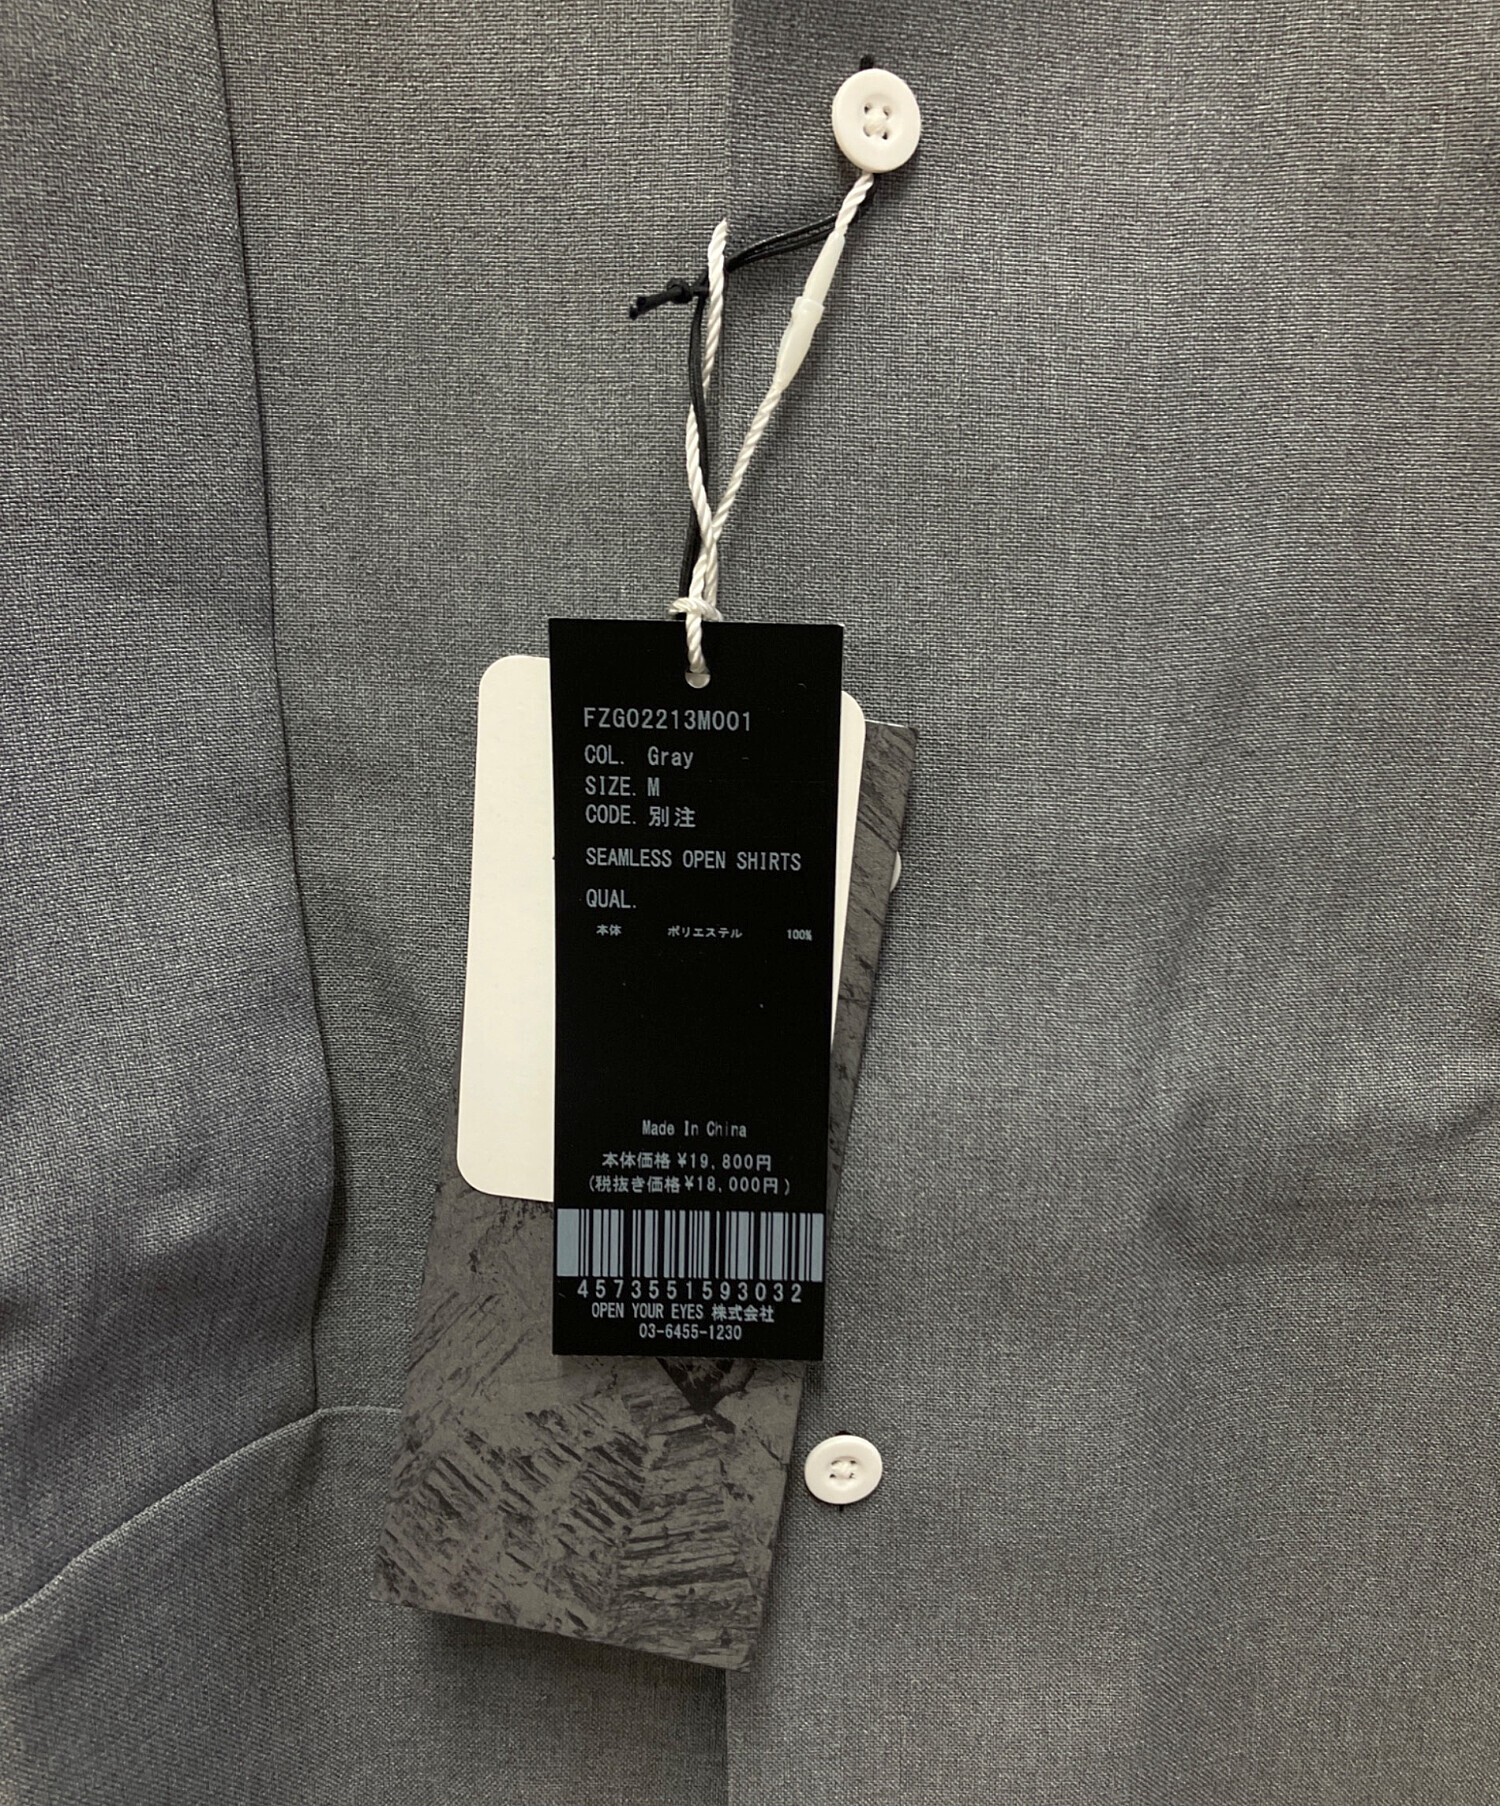 FZG02213M001
COL. Gray
SIZE. M
CODE. 別注
SEAMLESS OPEN SHIRTS
QUAL.
本体 ポリエステル 100%
Made In China
本体価格 ¥19,800円
(税抜き価格¥18,000円)
4573551593032
OPEN YOUR EYES 株式会社
03-6455-1230